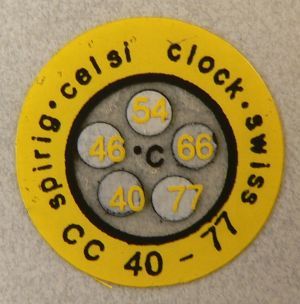 spirig•celsi clock•swiss
CC 40 - 77
54
46 •C 66
40 77